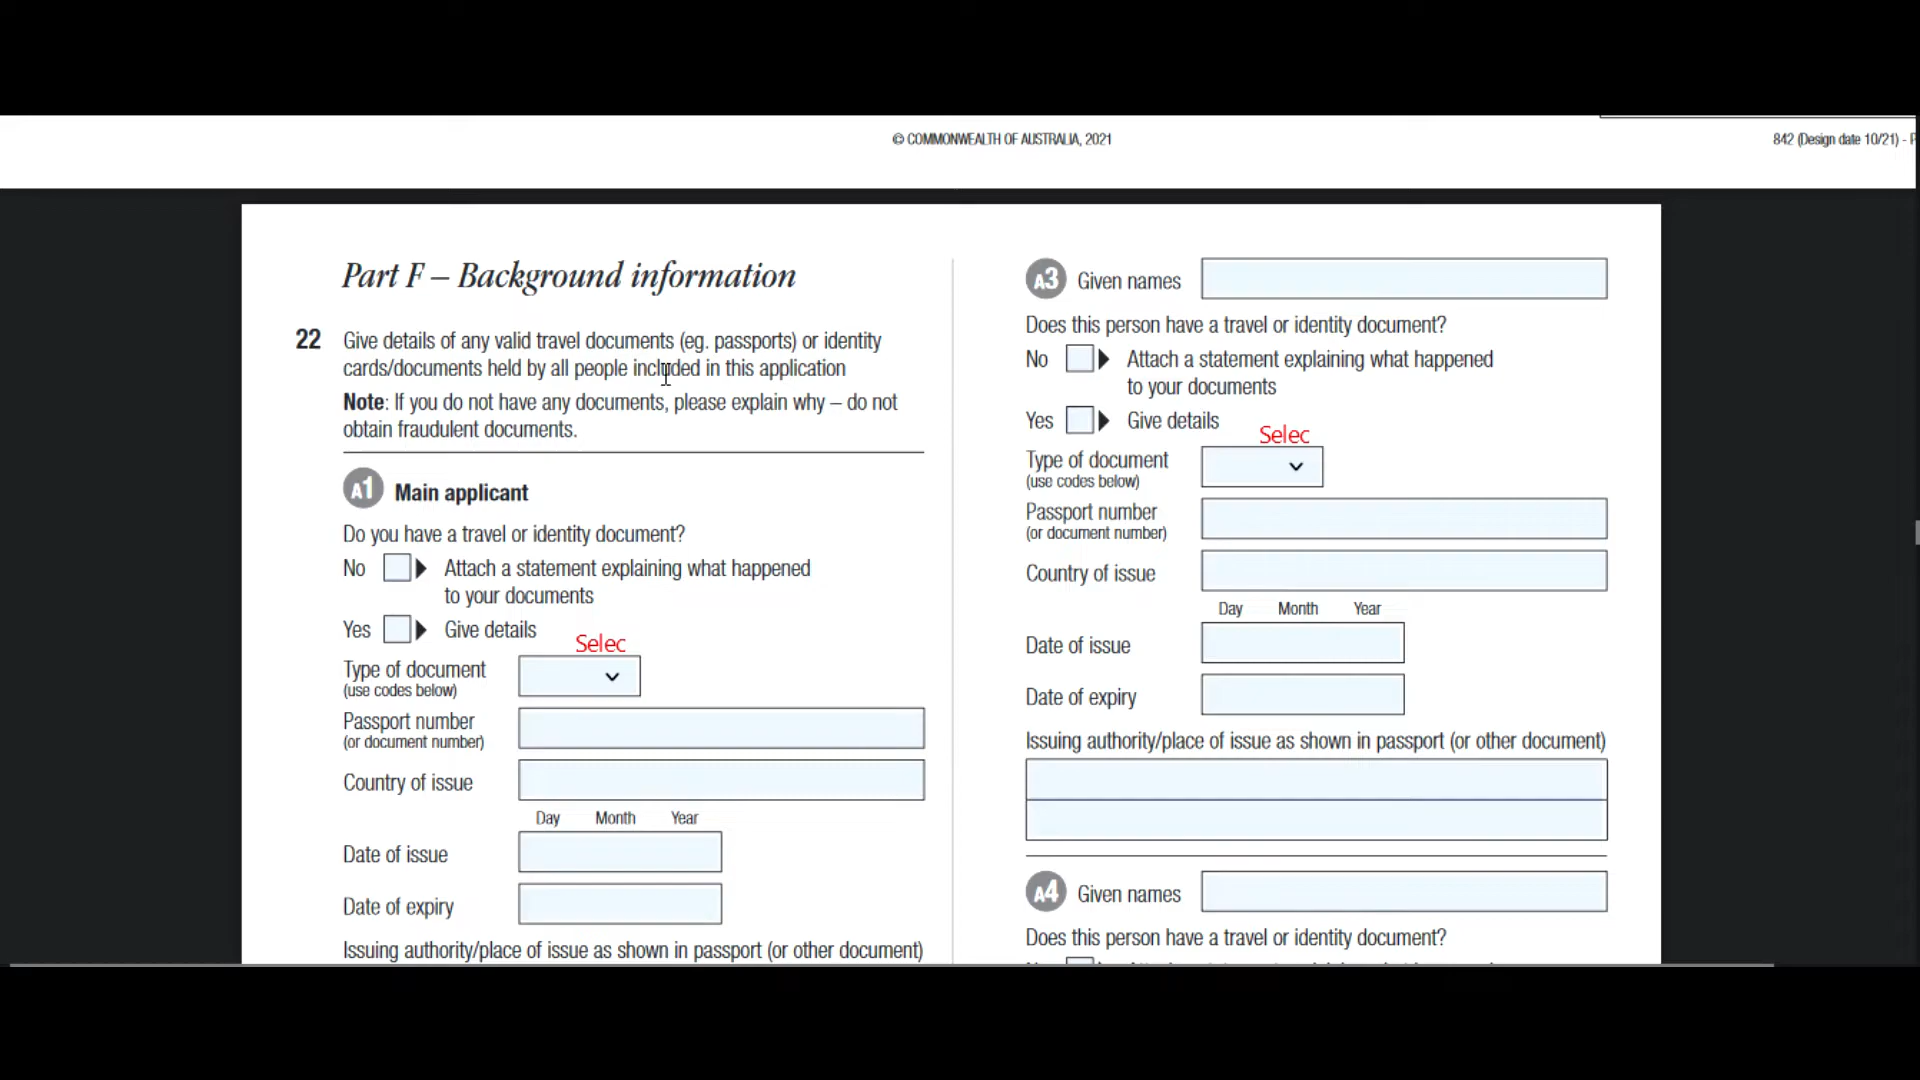 © COMMONWEALTH OF AUSTRALIA, 2021
842 (Design date 10/21) -
Part F – Background information
22 Give details of any valid travel documents (eg. passports) or identity
cards/documents held by all people included in this application
Note: If you do not have any documents, please explain why – do not
obtain fraudulent documents.
A1 Main applicant
Do you have a travel or identity document?
No Attach a statement explaining what happened
to your documents
Yes Give details
Selec
Type of document
(use codes below)
Passport number
(or document number)
Country of issue
Day Month Year
Date of issue
Date of expiry
Issuing authority/place of issue as shown in passport (or other document)
A3 Given names
Does this person have a travel or identity document?
No Attach a statement explaining what happened
to your documents
Yes Give details
Selec
Type of document
(use codes below)
Passport number
(or document number)
Country of issue
Day Month Year
Date of issue
Date of expiry
Issuing authority/place of issue as shown in passport (or other document)
A4 Given names
Does this person have a travel or identity document?